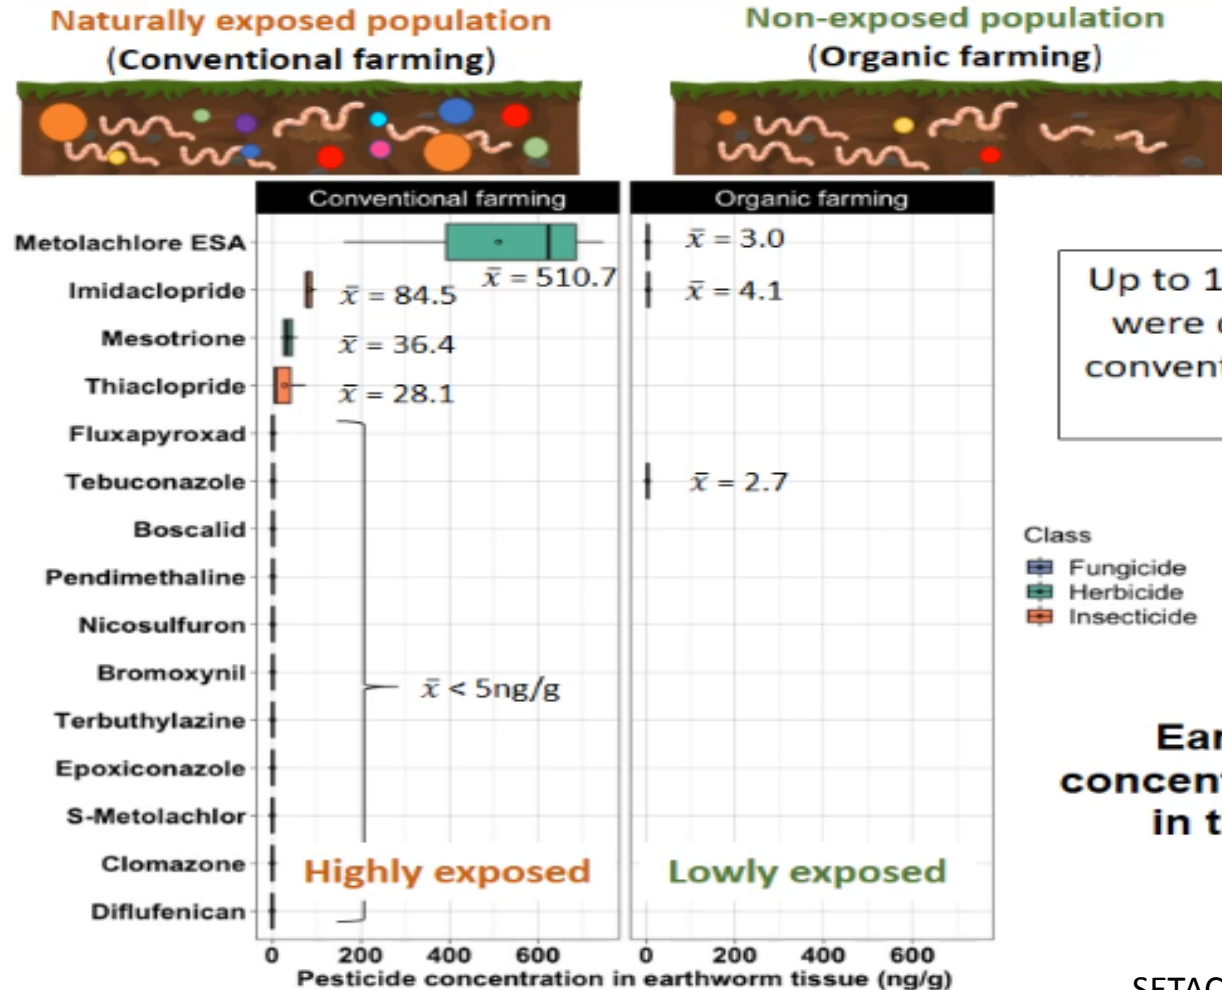 Naturally exposed population
(Conventional farming)
Non-exposed population
(Organic farming)
Conventional farming
Organic farming
Metolachlore ESA
Imidaclopride
Mesotrione
Thiaclopride
Fluxapyroxad
Tebuconazole
Boscalid
Pendimethaline
Nicosulfuron
Bromoxynil
Terbuthylazine
Epoxiconazole
S-Metolachlor
Clomazone
Diflufenican
x̄ = 510.7
x̄ = 84.5
x̄ = 36.4
x̄ = 28.1
x̄ < 5ng/g
Highly exposed
x̄ = 3.0
x̄ = 4.1
x̄ = 2.7
Lowly exposed
0 200 400 600
0 200 400 600
Pesticide concentration in earthworm tissue (ng/g)
Up to 1
were
convent
Class
Fungicide
Herbicide
Insecticide
Ear
concent
in t
SETAC